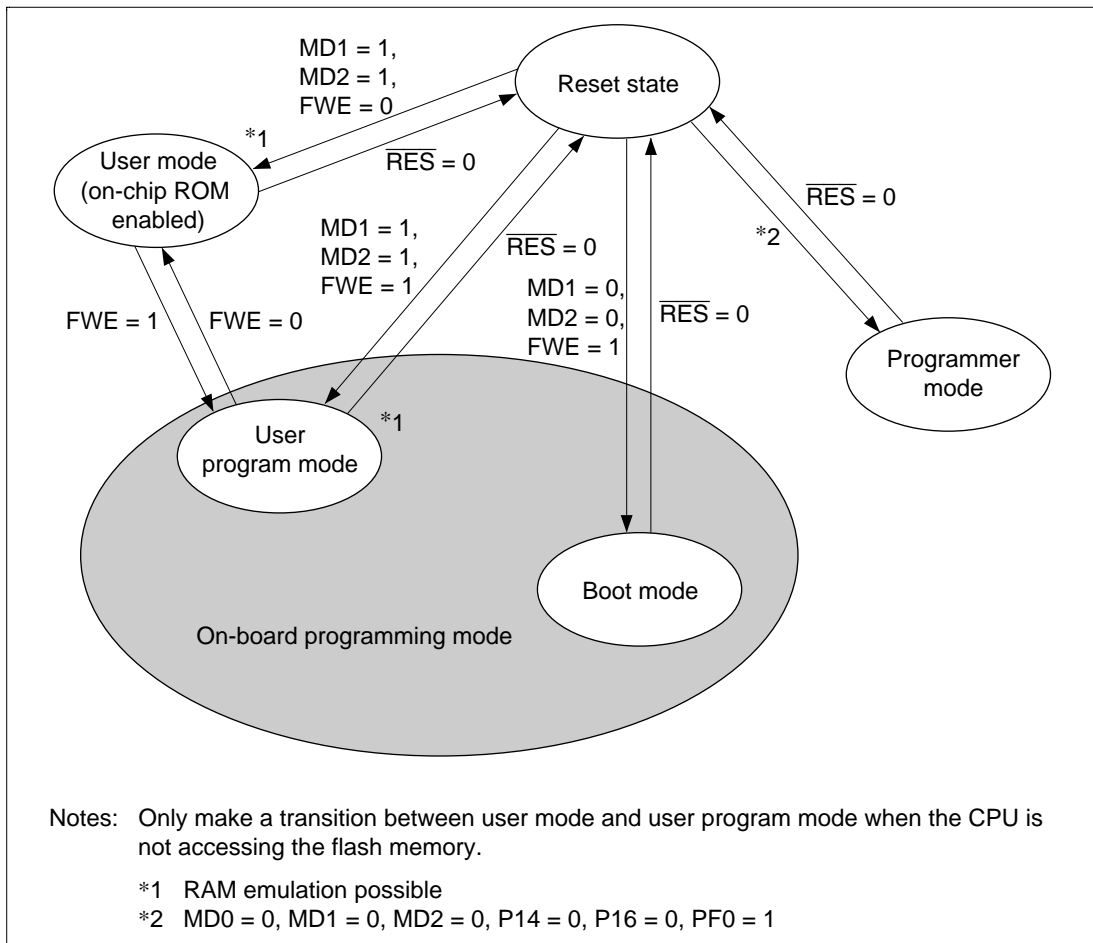 MD1 = 1,
MD2 = 1,
FWE = 0
Reset state
*1
RES = 0
User mode
(on-chip ROM
enabled)
RES = 0
*2
MD1 = 1,
MD2 = 1,
FWE = 1
RES = 0
MD1 = 0,
MD2 = 0,
FWE = 1
RES = 0
FWE = 1
FWE = 0
Programmer
mode
*1
User
program mode
Boot mode
On-board programming mode
Notes: Only make a transition between user mode and user program mode when the CPU is
not accessing the flash memory.
*1 RAM emulation possible
*2 MD0 = 0, MD1 = 0, MD2 = 0, P14 = 0, P16 = 0, PF0 = 1